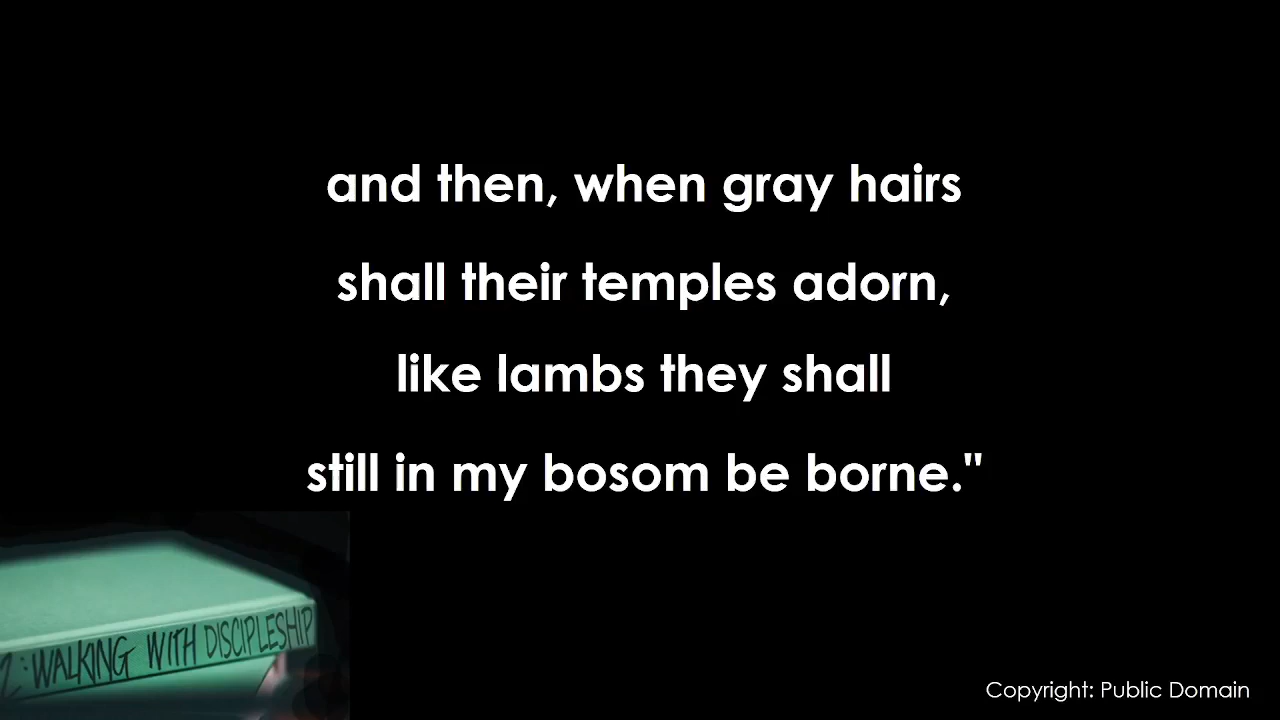 and then, when gray hairs
shall their temples adorn,
like lambs they shall
still in my bosom be borne."
2: WALKING WITH DISCIPLESHIP
Copyright: Public Domain